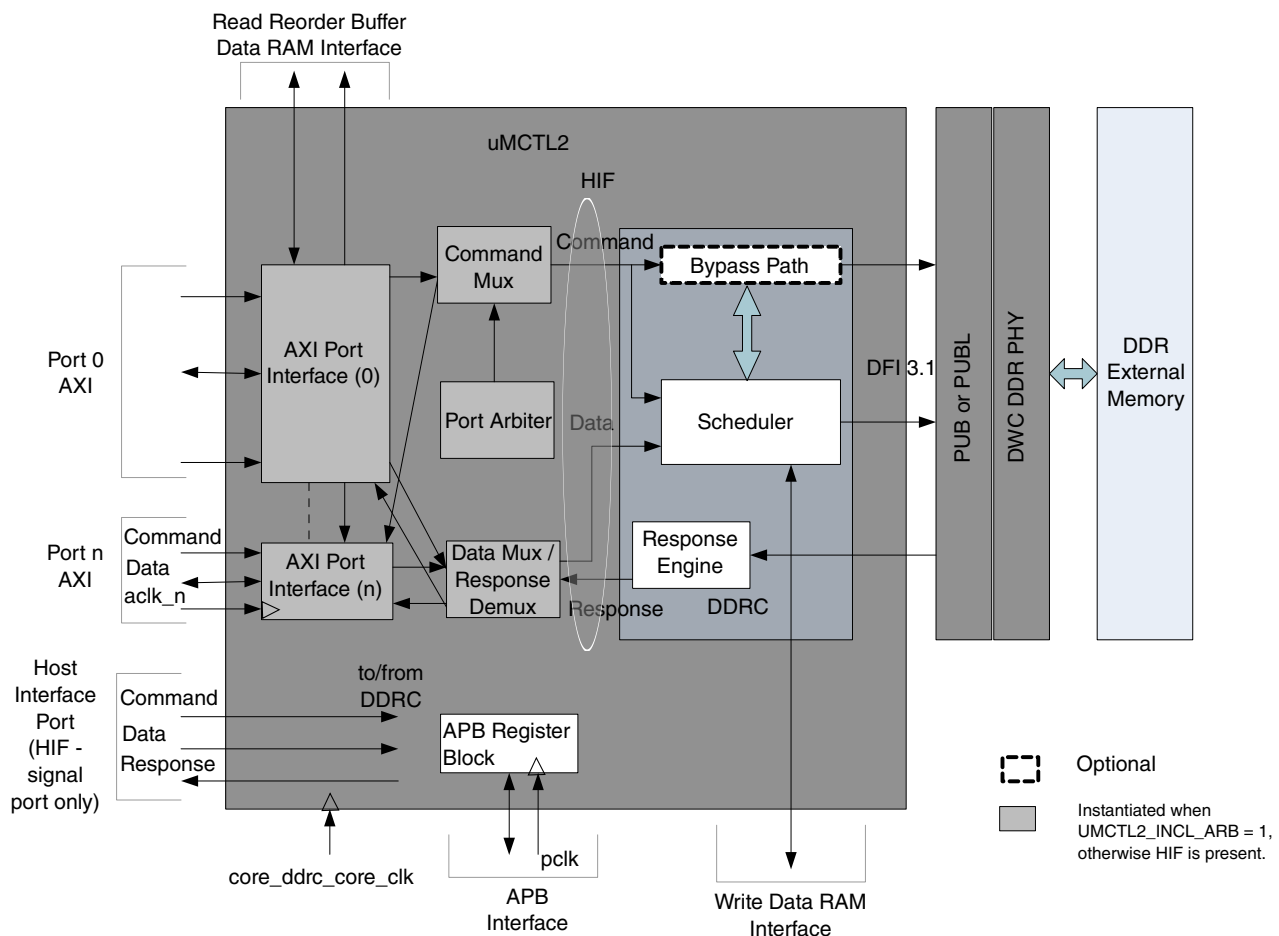 Read Reorder Buffer
Data RAM Interface
uMCTL2
HIF
Command
Command
Mux
Bypass Path
Port 0
AXI
AXI Port
Interface (0)
Port Arbiter
Data
Scheduler
DFI 3.1
PUB or PUBL
DWC DDR PHY
DDR
External
Memory
Port n
AXI
Command
Data
aclk_n
AXI Port
Interface (n)
Data Mux /
Response
Demux
Response
Response
Engine
DDRC
Host
Interface
Port
(HIF -
signal
port only)
Command
Data
Response
to/from
DDRC
APB Register
Block
core_ddrc_core_clk
pclk
APB
Interface
Write Data RAM
Interface
Optional
Instantiated when
UMCTL2_INCL_ARB = 1,
otherwise HIF is present.